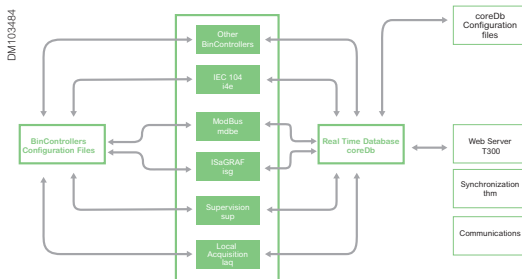 DM103484
Other
BinControllers
IEC 104
i4e
ModBus
mdbe
ISaGRAF
isg
Supervision
sup
Local
Acquisition
laq
BinControllers
Configuration Files
Real Time Database
coreDb
coreDb
Configuration
files
Web Server
T300
Synchronization
thm
Communications